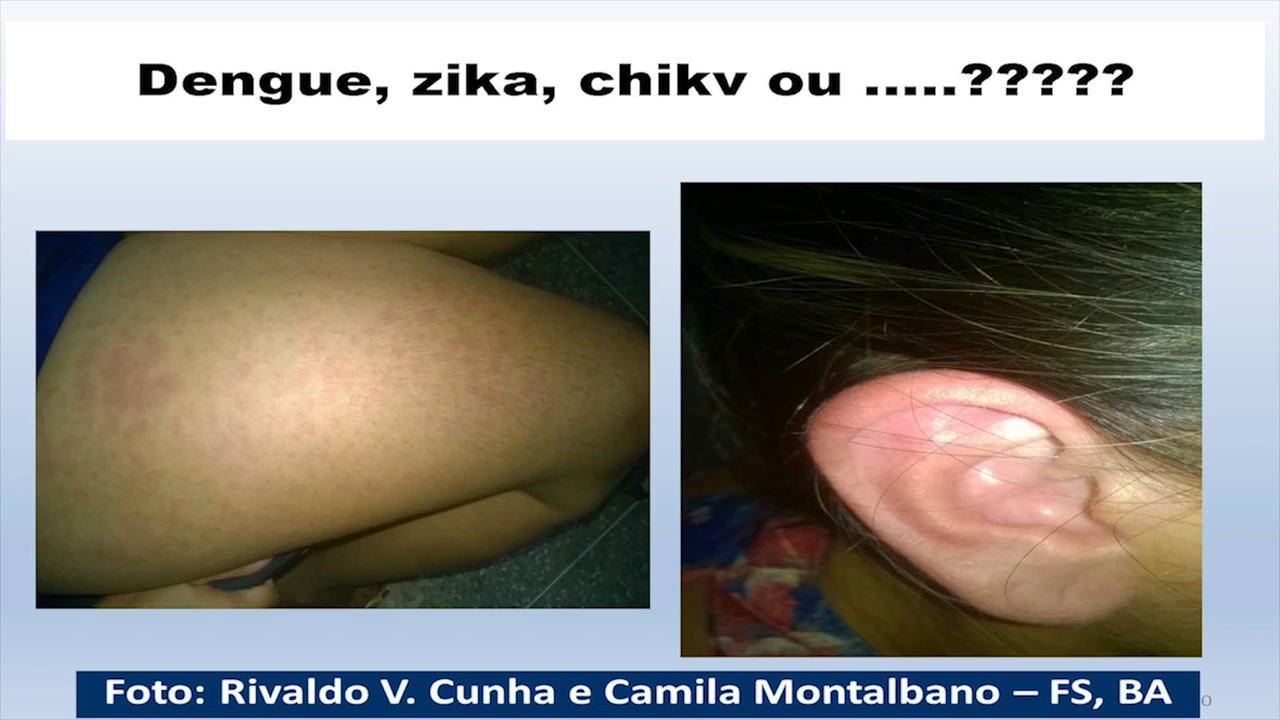 Dengue, zika, chikv ou .....?????
Foto: Rivaldo V. Cunha e Camila Montalbano – FS, BA